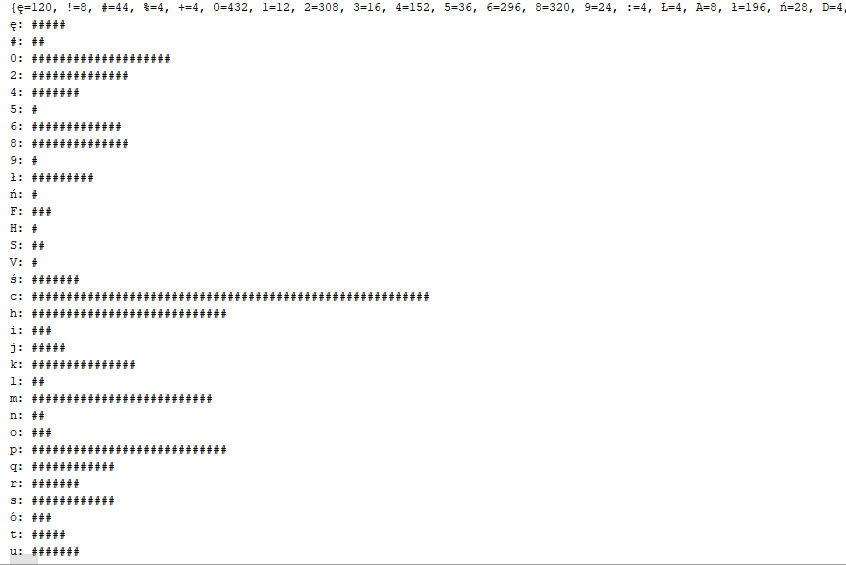 {ę=120, !=8, #=44, %=4, +=4, 0=432, 1=12, 2=308, 3=16, 4=152, 5=36, 6=296, 8=320, 9=24, :=4, Ł=4, A=8, ł=196, ń=28, D=4,
ę: #####
#: ##
0: ####################
2: ##############
4: #######
5: #
6: #############
8: ##############
9: #
ł: #########
ń: #
F: ###
H: #
S: ##
V: #
ś: #######
c: #########################################################
h: ############################
i: ###
j: #####
k: ###############
l: ##
m: ##########################
n: ##
o: ###
p: ############################
q: ############
r: #######
s: ############
ó: ###
t: #####
u: #######